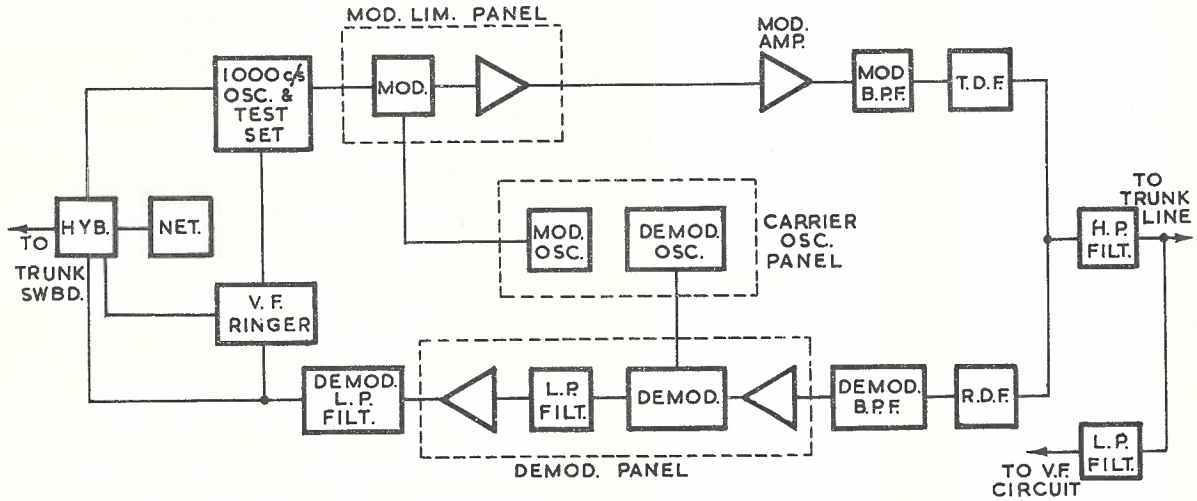 MOD. LIM. PANEL
MOD.
AMP.
1000 c/s
OSC. &
TEST
SET
MOD.
MOD
B.P.F.
T.D.F.
HYB.
NET.
TO
TRUNK
SWBD.
MOD.
OSC.
DEMOD.
OSC.
CARRIER
OSC.
PANEL
TO
TRUNK
LINE
H.P.
FILT.
V.F.
RINGER
DEMOD.
L.P.
FILT.
L.P.
FILT.
DEMOD.
DEMOD.
B.P.F.
R.D.F.
DEMOD. PANEL
L.P.
FILT.
TO V.F.
CIRCUIT